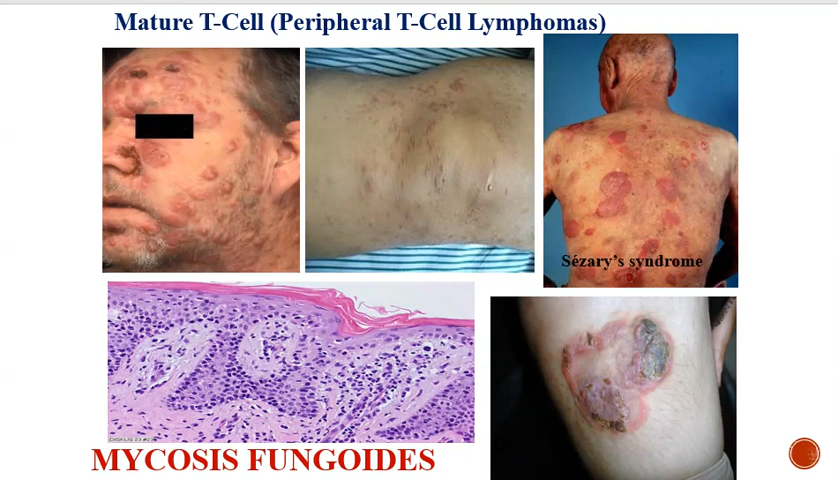 Mature T-Cell (Peripheral T-Cell Lymphomas)
Sézary's syndrome
MYCOSIS FUNGOIDES